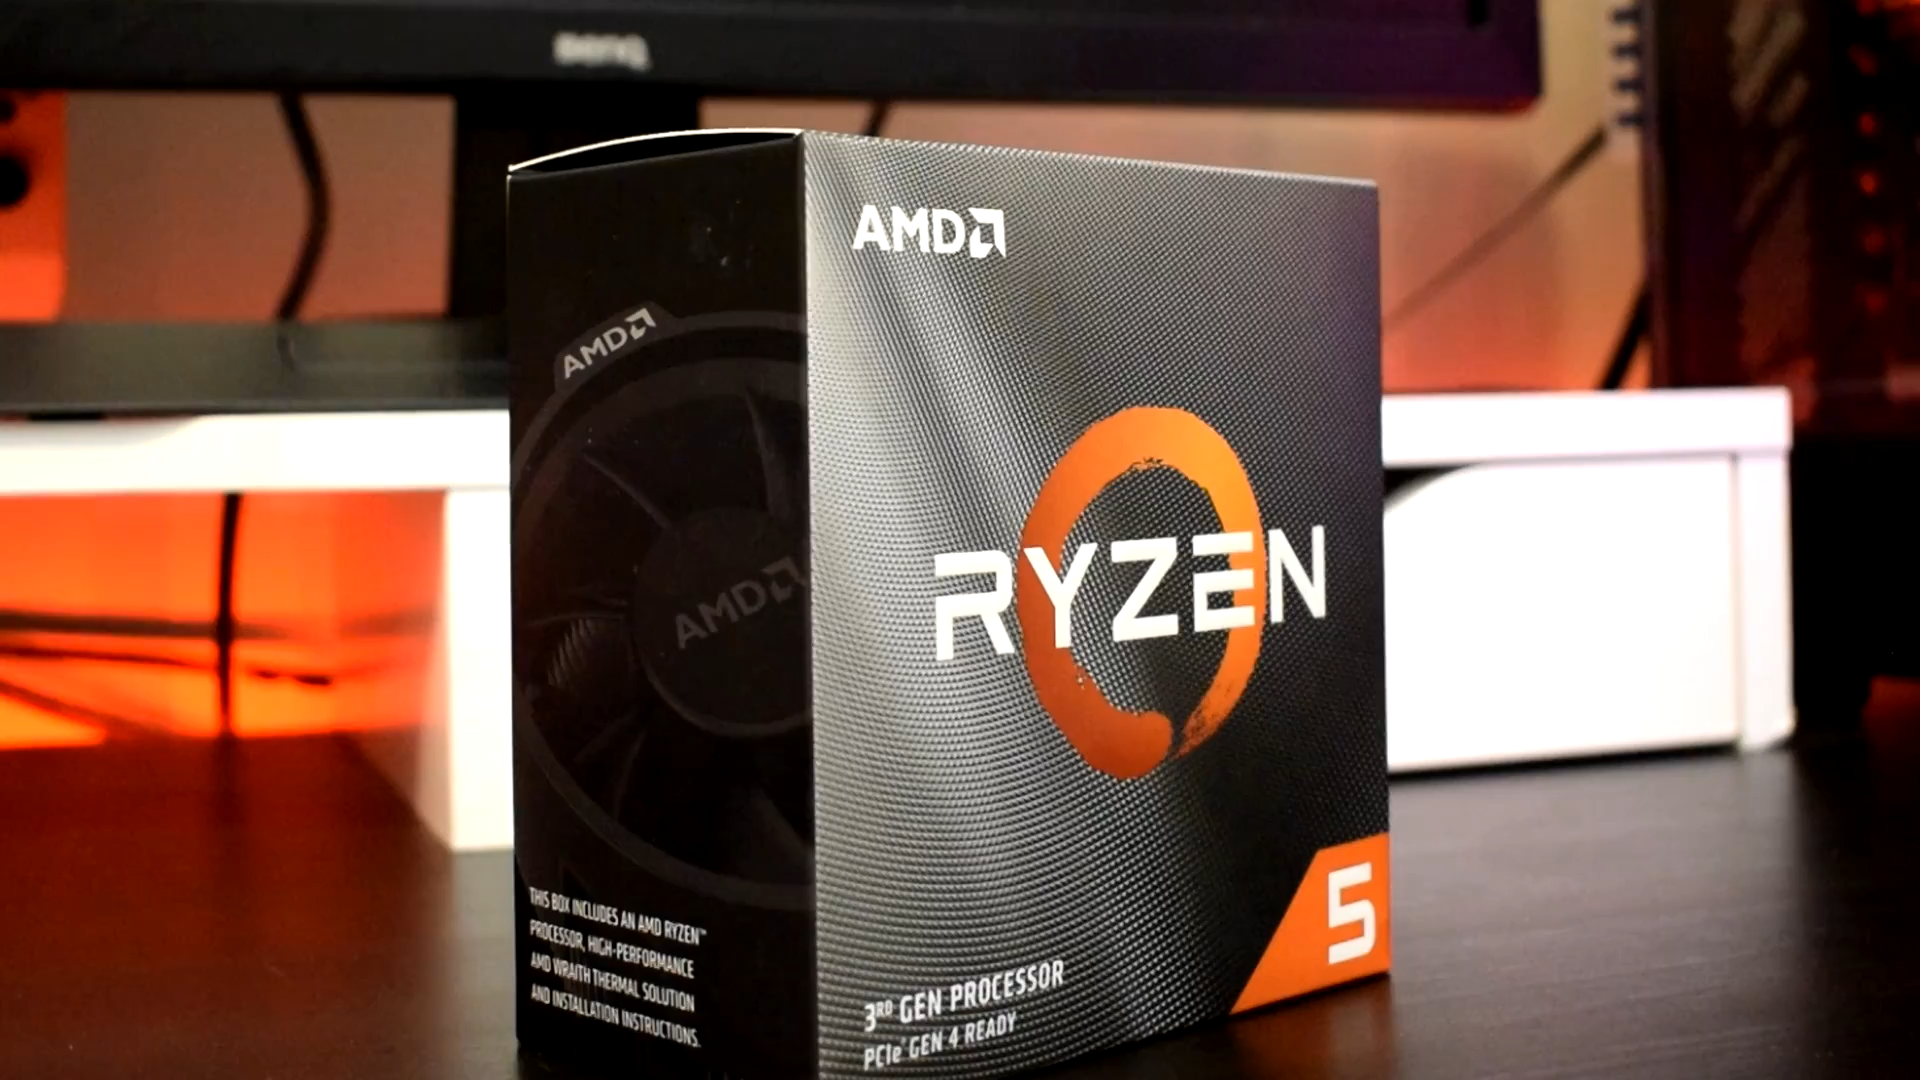 BenQ
AMD
AMD
AMD
RYZEN
5
THIS BOX INCLUDES AN AMD RYZEN™
PROCESSOR, HIGH-PERFORMANCE
AMD WRAITH THERMAL SOLUTION
AND INSTALLATION INSTRUCTIONS.
3RD GEN PROCESSOR
PCIe® GEN 4 READY